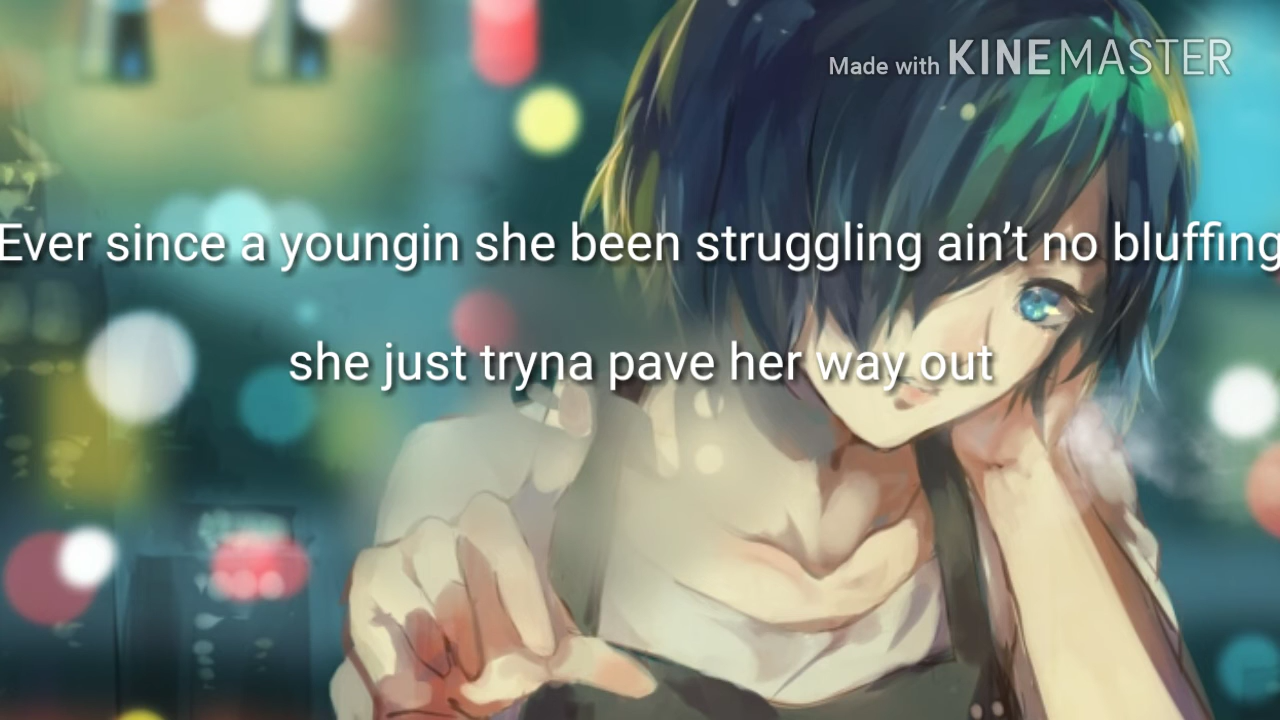 Made with KINEMASTER
Ever since a youngin she been struggling ain’t no bluffing
she just tryna pave her way out